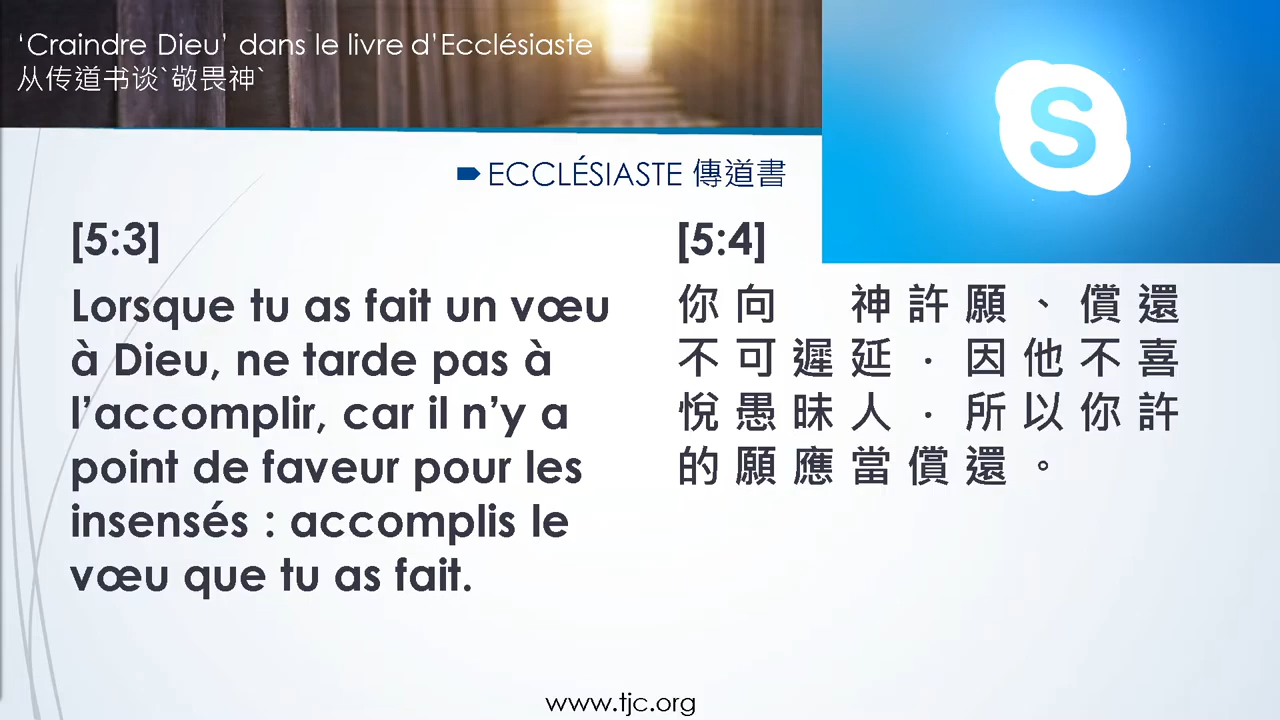 ‘Craindre Dieu’ dans le livre d’Ecclésiaste
从传道书谈`敬畏神`
S
ECCLÉSIASTE 傳道書
[5:3]
Lorsque tu as fait un vœu
à Dieu, ne tarde pas à
l’accomplir, car il n’y a
point de faveur pour les
insensés : accomplis le
vœu que tu as fait.
[5:4]
你向　神許願、償還
不可遲延．因他不喜
悅愚昧人．所以你許
的願應當償還。
www.tjc.org